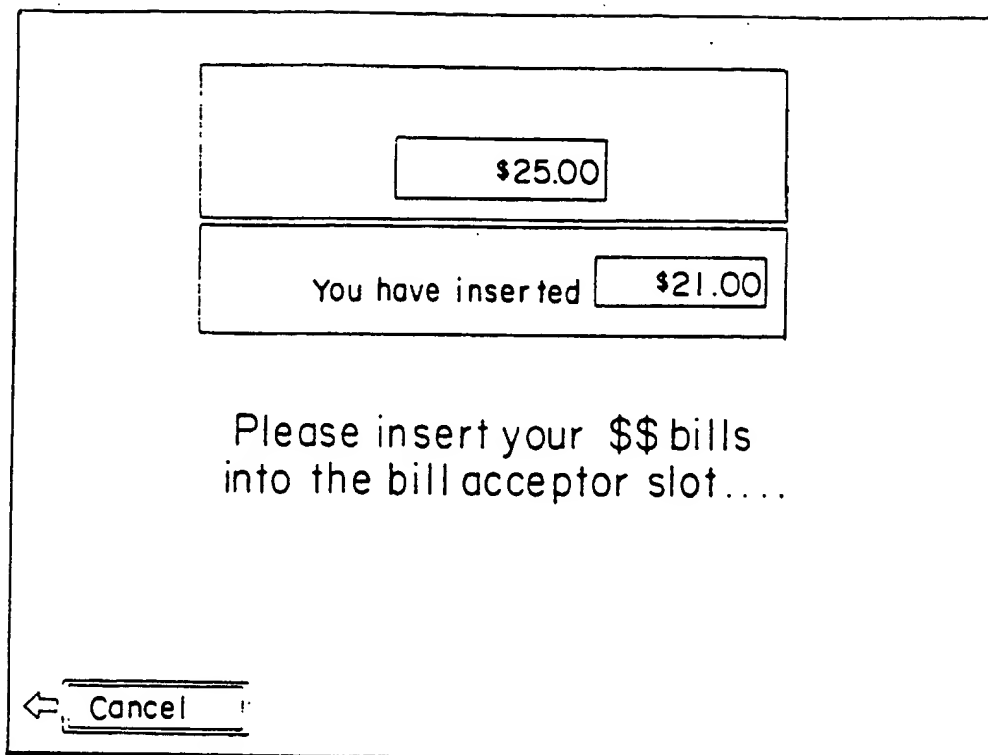 $25.00
You have inserted $21.00
Please insert your $$ bills
into the bill acceptor slot....
Cancel